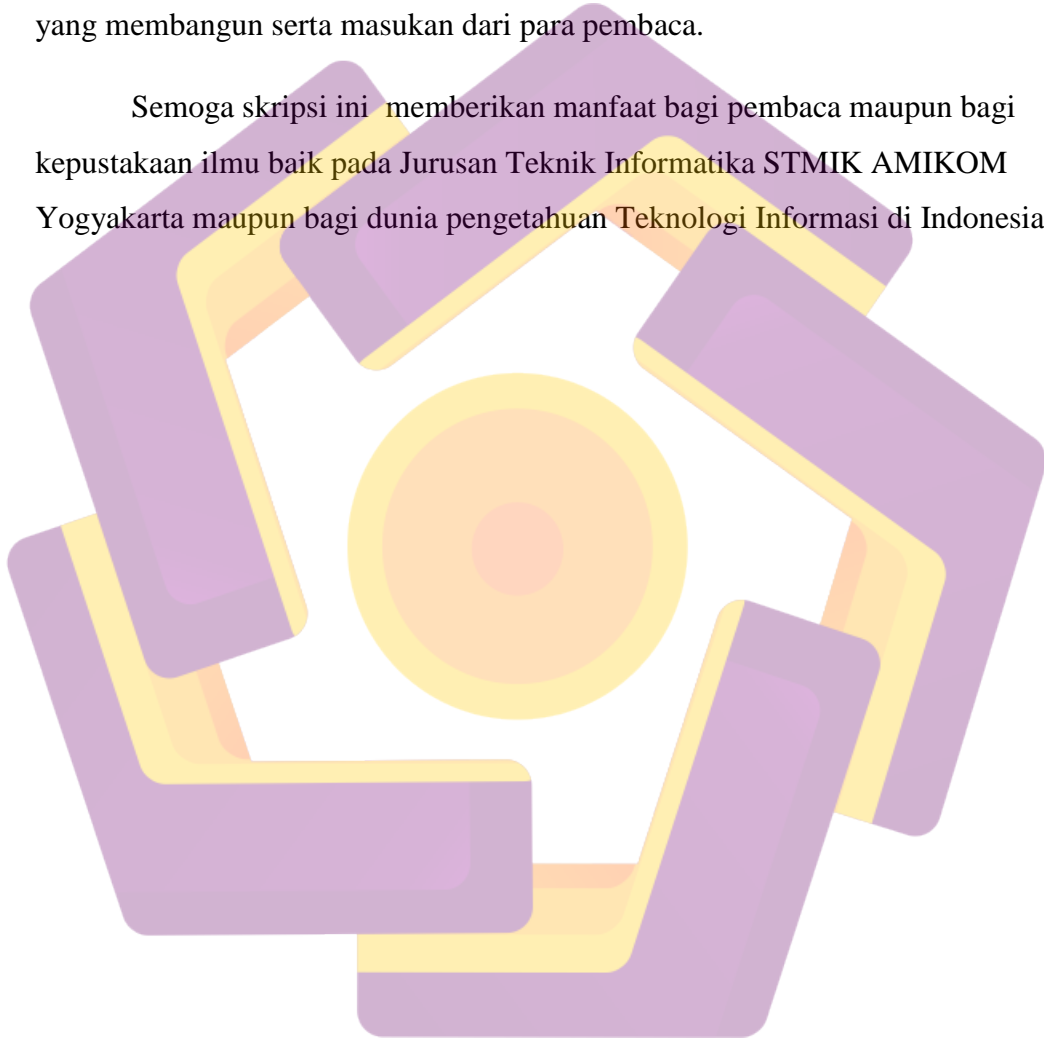 yang membangun serta masukan dari para pembaca.
Semoga skripsi ini memberikan manfaat bagi pembaca maupun bagi
kepustakaan ilmu baik pada Jurusan Teknik Informatika STMIK AMIKOM
Yogyakarta maupun bagi dunia pengetahuan Teknologi Informasi di Indonesia